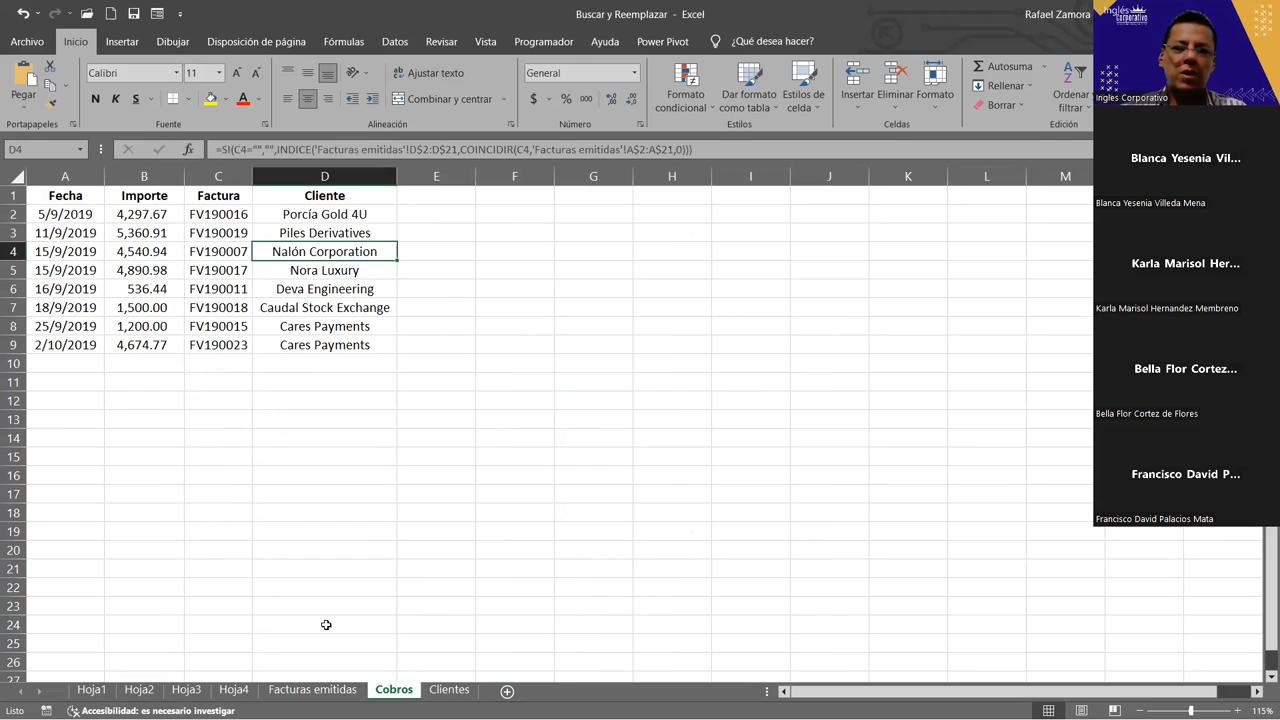 Buscar y Reemplazar - Excel
Rafael Zamora
Archivo Inicio Insertar Dibujar Disposición de página Fórmulas Datos Revisar Vista Programador Ayuda Power Pivot ¿Qué desea hacer?
Pegar
Calibri 11
N K S
Ajustar texto
Combinar y centrar
General
$ % 000
Formato condicional
Dar formato como tabla
Estilos de celda
Insertar Eliminar Formato
Autosuma
Rellenar
Borrar
Ordenar filtrar
Portapapeles Fuente Alineación Número Estilos Celdas Edición
D4
=SI(C4="","",INDICE('Facturas emitidas'!D$2:D$21,COINCIDIR(C4,'Facturas emitidas'!A$2:A$21,0)))
A B C D E F G H I J K L M
1 Fecha Importe Factura Cliente
2 5/9/2019 4,297.67 FV190016 Porcía Gold 4U
3 11/9/2019 5,360.91 FV190019 Piles Derivatives
4 15/9/2019 4,540.94 FV190007 Nalón Corporation
5 15/9/2019 4,890.98 FV190017 Nora Luxury
6 16/9/2019 536.44 FV190011 Deva Engineering
7 18/9/2019 1,500.00 FV190018 Caudal Stock Exchange
8 25/9/2019 1,200.00 FV190015 Cares Payments
9 2/10/2019 4,674.77 FV190023 Cares Payments
10
11
12
13
14
15
16
17
18
19
20
21
22
23
24
25
26
27
Hoja1 Hoja2 Hoja3 Hoja4 Facturas emitidas Cobros Clientes
Listo
Accesibilidad: es necesario investigar
115%
Inglés
Corporativo
Ingles Corporativo
Blanca Yesenia Vil...
Blanca Yesenia Villeda Mena
Karla Marisol Her...
Karla Marisol Hernandez Membreno
Bella Flor Cortez...
Bella Flor Cortez de Flores
Francisco David P...
Francisco David Palacios Mata